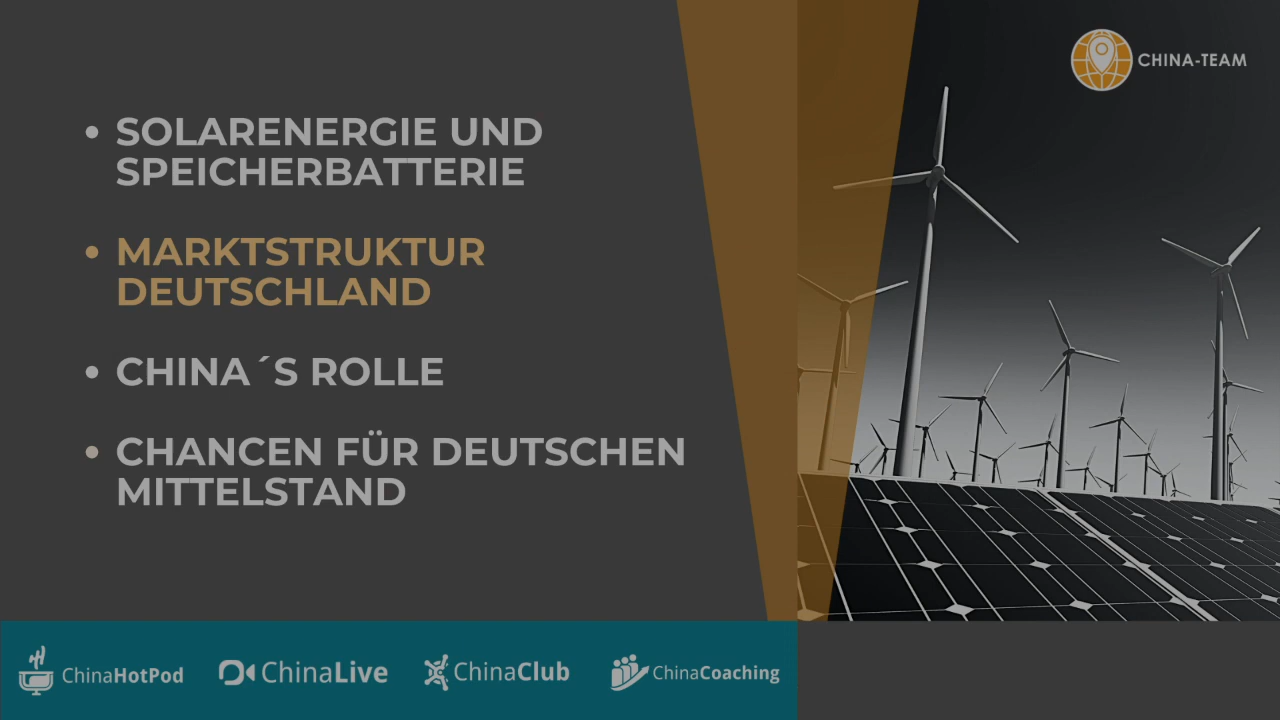 CHINA-TEAM
• SOLARENERGIE UND
SPEICHERBATTERIE
• MARKTSTRUKTUR
DEUTSCHLAND
• CHINA´S ROLLE
• CHANCEN FÜR DEUTSCHEN
MITTELSTAND
ChinaHotPod
ChinaLive
ChinaClub
ChinaCoaching